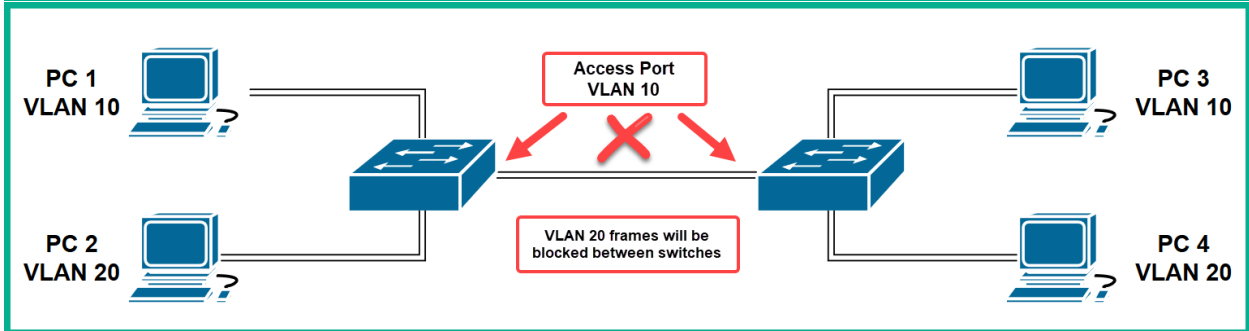 PC 1
VLAN 10
Access Port
VLAN 10
PC 3
VLAN 10
PC 2
VLAN 20
VLAN 20 frames will be
blocked between switches
PC 4
VLAN 20